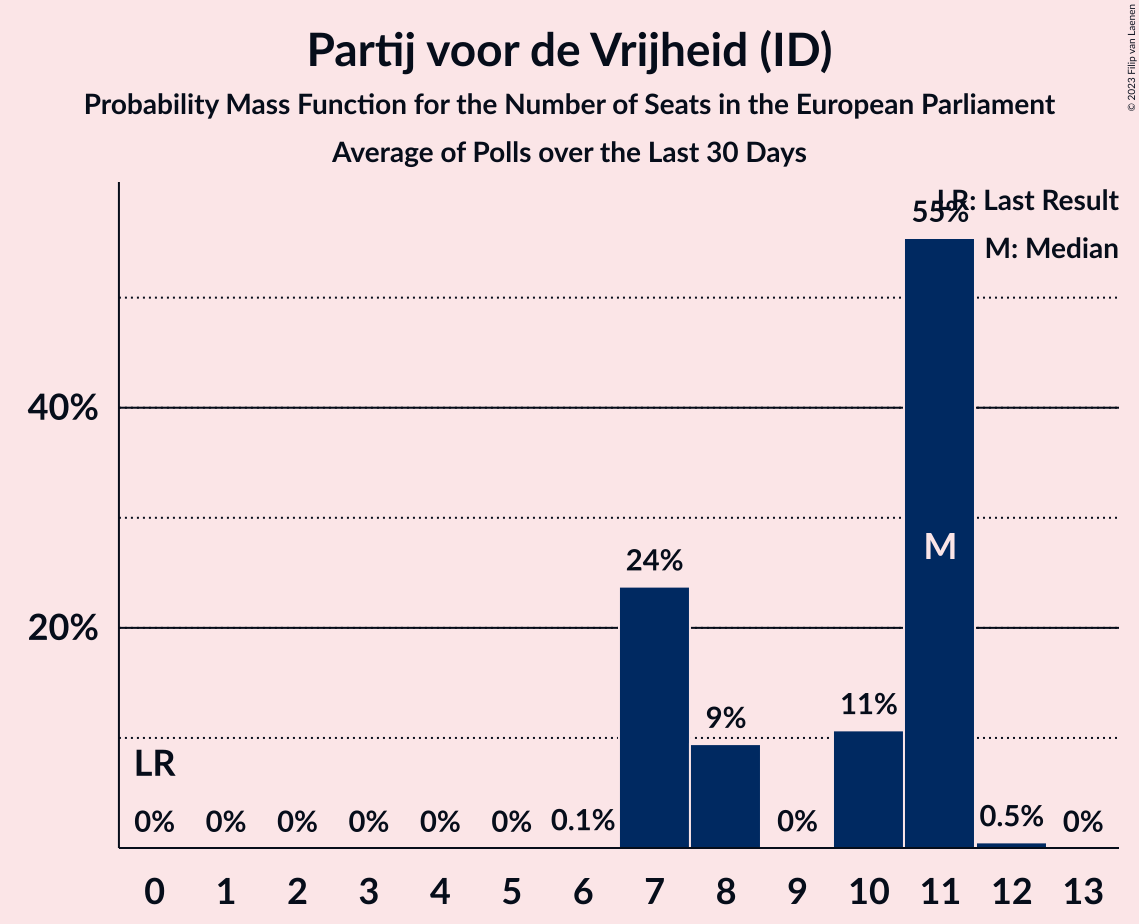 Partij voor de Vrijheid (ID)
Probability Mass Function for the Number of Seats in the European Parliament
Average of Polls over the Last 30 Days
© 2023 Filip van Laenen
LR: Last Result
M: Median
55%
40%
20%
24%
9%
11%
M
LR
0% 0% 0% 0% 0% 0% 0.1% 0% 0.5% 0%
0 1 2 3 4 5 6 7 8 9 10 11 12 13